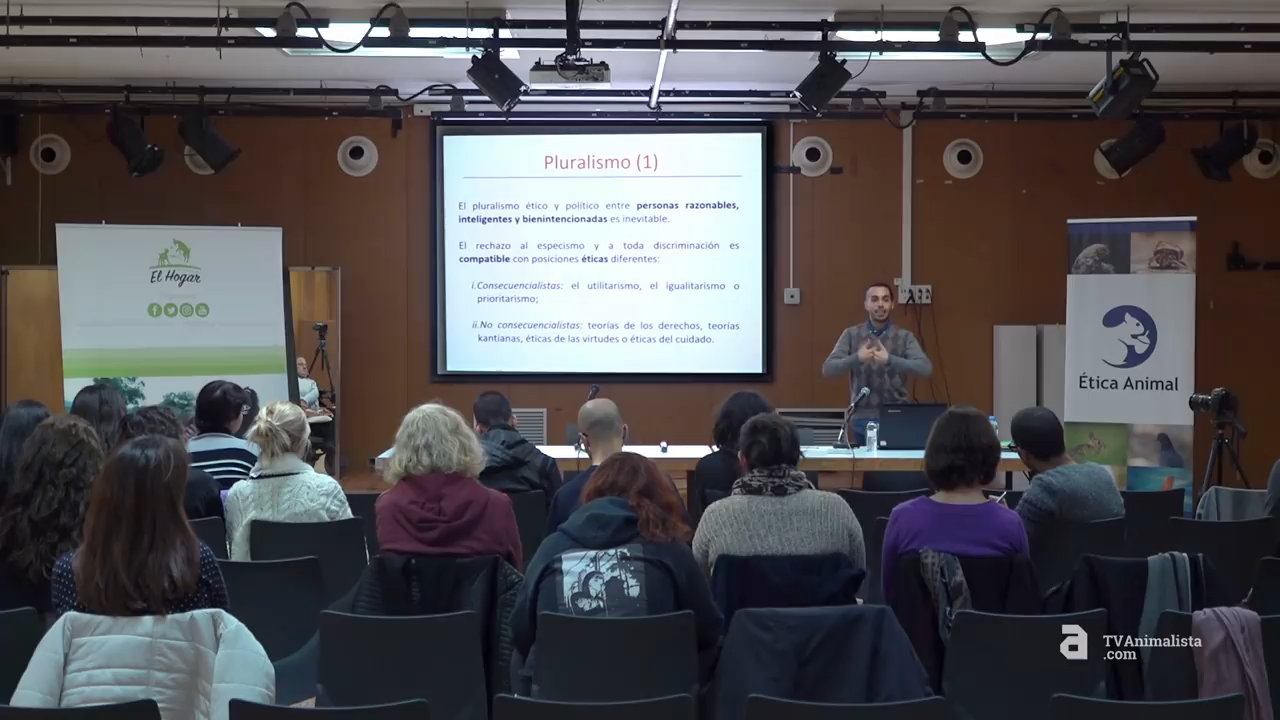 Pluralismo (1)
El pluralismo ético y político entre personas razonables,
inteligentes y bienintencionadas es inevitable.
El rechazo al especismo y a toda discriminación es
compatible con posiciones éticas diferentes:
i.Consecuencialistas: el utilitarismo, el igualitarismo o
prioritarismo;
ii.No consecuencialistas: teorías de los derechos, teorías
kantianas, éticas de las virtudes o éticas del cuidado.
El Hogar
Ética Animal
TVAnimalista
.com